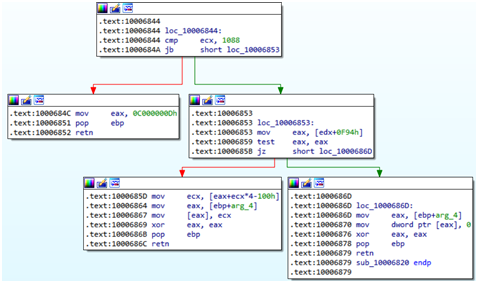 .text:10006844
.text:10006844 loc_10006844:
.text:10006844 cmp ecx, 1088
.text:1000684A jb short loc_10006853
.text:1000684C mov eax, 0C000000Dh
.text:10006851 pop ebp
.text:10006852 retn
.text:10006853
.text:10006853 loc_10006853:
.text:10006853 mov eax, [edx+0F94h]
.text:10006859 test eax, eax
.text:1000685B jz short loc_1000686D
.text:1000685D mov ecx, [eax+ecx*4-100h]
.text:10006864 mov eax, [ebp+arg_4]
.text:10006867 mov [eax], ecx
.text:10006869 xor eax, eax
.text:1000686B pop ebp
.text:1000686C retn
.text:1000686D
.text:1000686D loc_1000686D:
.text:1000686D mov eax, [ebp+arg_4]
.text:10006870 mov dword ptr [eax], 0
.text:10006876 xor eax, eax
.text:10006878 pop ebp
.text:10006879 retn
.text:10006879 sub_10006820 endp
.text:10006879